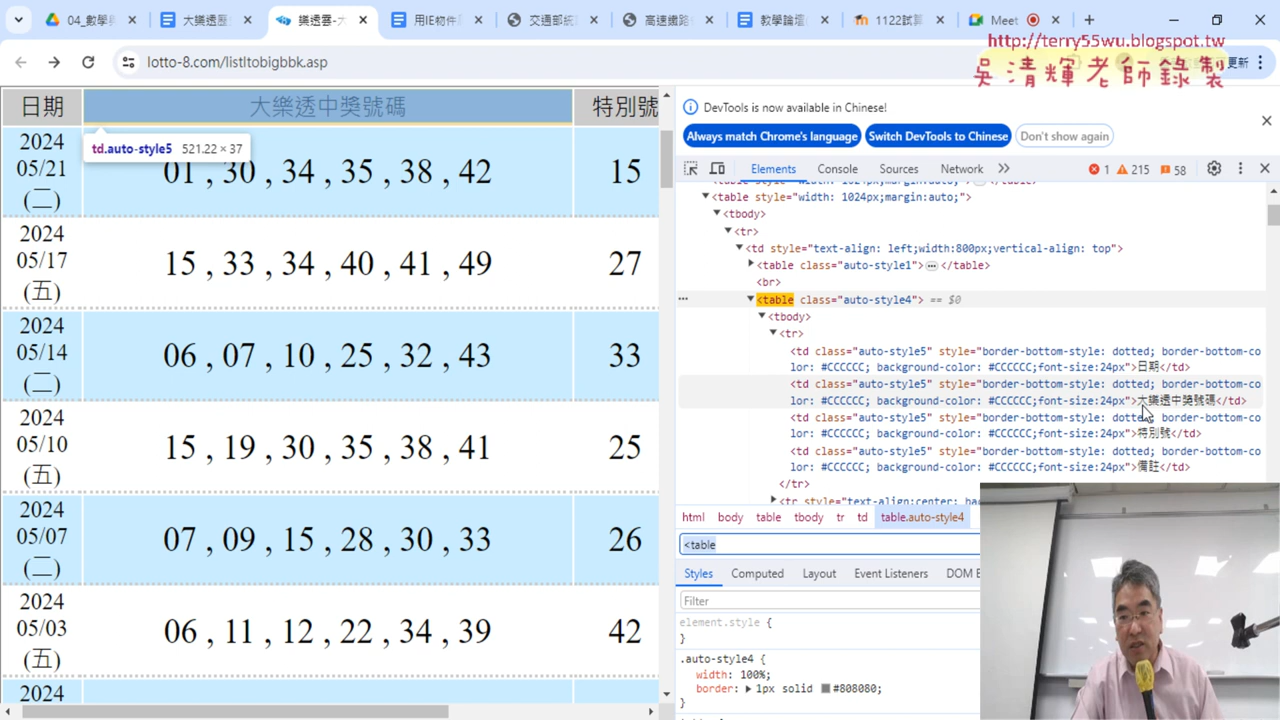 04_數學
大樂透歷
樂透雲-大
用IE物件
交通部統
高速鐵路
教學論壇
1122試
Meet
http://terry55wu.blogspot.tw
吳清輝老師錄製
lotto-8.com/listltobigbbk.asp
更新
日期 大樂透中獎號碼 特別號
td.auto-style5 521.22 × 37
2024
05/21
(二)
01 , 30 , 34 , 35 , 38 , 42
15
2024
05/17
(五)
15 , 33 , 34 , 40 , 41 , 49
27
2024
05/14
(二)
06 , 07 , 10 , 25 , 32 , 43
33
2024
05/10
(五)
15 , 19 , 30 , 35 , 38 , 41
25
2024
05/07
(二)
07 , 09 , 15 , 28 , 30 , 33
26
2024
05/03
(五)
06 , 11 , 12 , 22 , 34 , 39
42
2024
DevTools is now available in Chinese!
Always match Chrome's language Switch DevTools to Chinese Don't show again
Elements Console Sources Network 1 215 58
<table style="width: 1024px;margin:auto;">
<tbody>
<tr>
<td style="text-align: left;width:800px;vertical-align: top">
<table class="auto-style1">…</table>
<br>
<table class="auto-style4"> == $0
<tbody>
<tr>
<td class="auto-style5" style="border-bottom-style: dotted; border-bottom-co
lor: #CCCCCC; background-color: #CCCCCC;font-size:24px">日期</td>
<td class="auto-style5" style="border-bottom-style: dotted; border-bottom-co
lor: #CCCCCC; background-color: #CCCCCC;font-size:24px">大樂透中獎號碼</td>
<td class="auto-style5" style="border-bottom-style: dotted; border-bottom-co
lor: #CCCCCC; background-color: #CCCCCC;font-size:24px">特別號</td>
<td class="auto-style5" style="border-bottom-style: dotted; border-bottom-co
lor: #CCCCCC; background-color: #CCCCCC;font-size:24px">備註</td>
</tr>
<tr style="text-align:center;
html body table tbody tr td table.auto-style4
<table
Styles Computed Layout Event Listeners DOM
Filter
element.style {
}
.auto-style4 {
width: 100%;
border: 1px solid #808080;
}